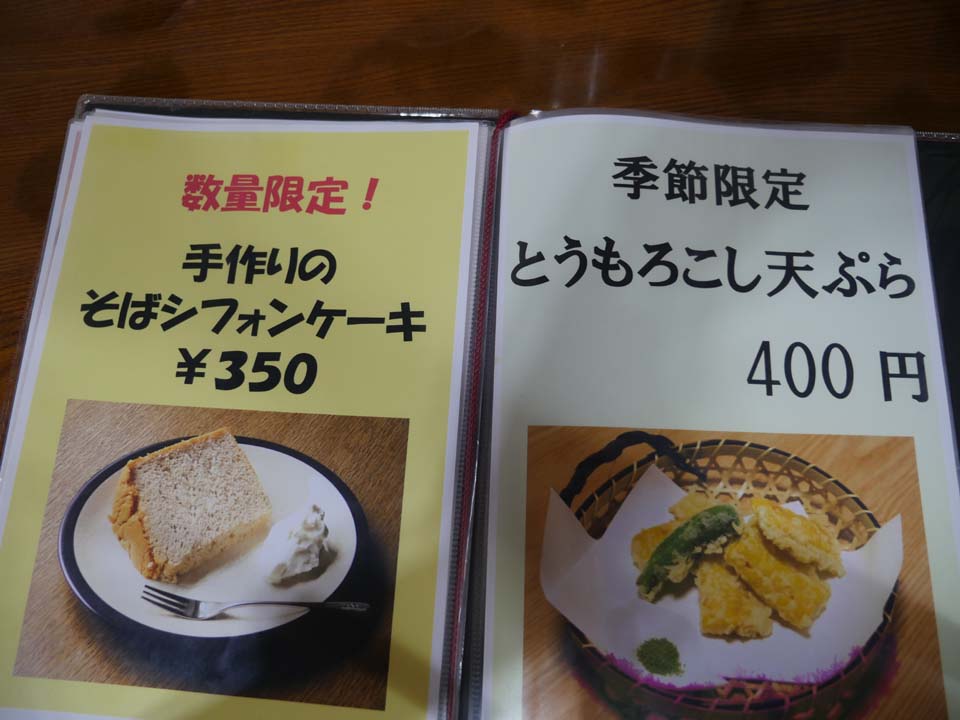 数量限定！
手作りの
そばシフォンケーキ
￥350
季節限定
とうもろこし天ぷら
400 円